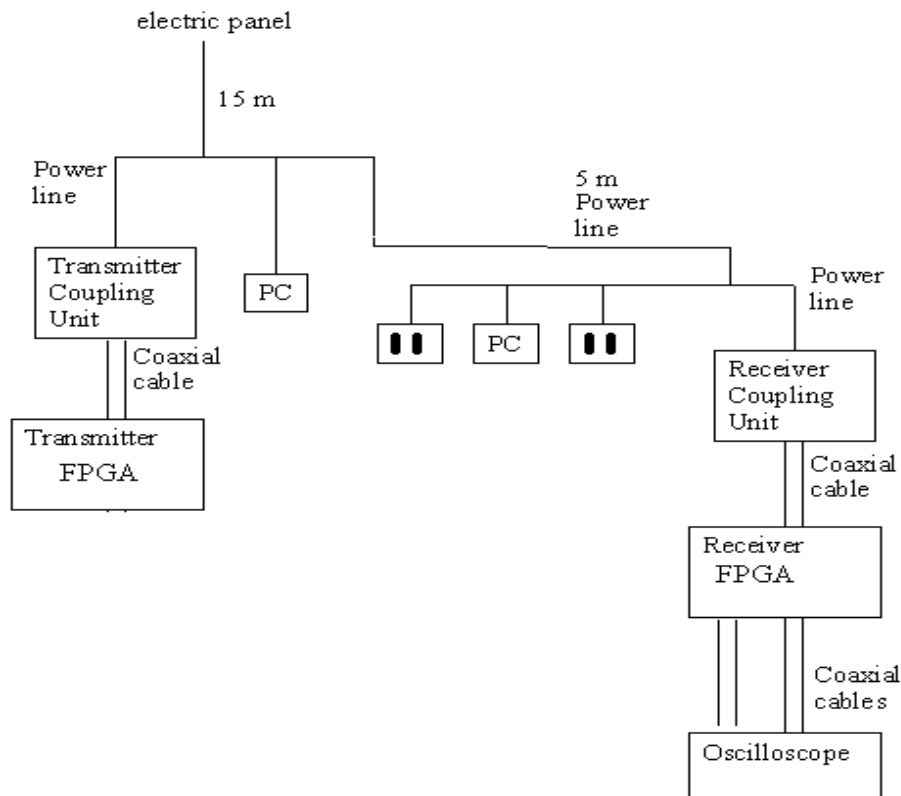 electric panel
15 m
Power
line
5 m
Power
line
Transmitter
Coupling
Unit
PC
Power
line
PC
Coaxial
cable
Receiver
Coupling
Unit
Transmitter
FPGA
Coaxial
cable
Receiver
FPGA
Coaxial
cables
Oscilloscope